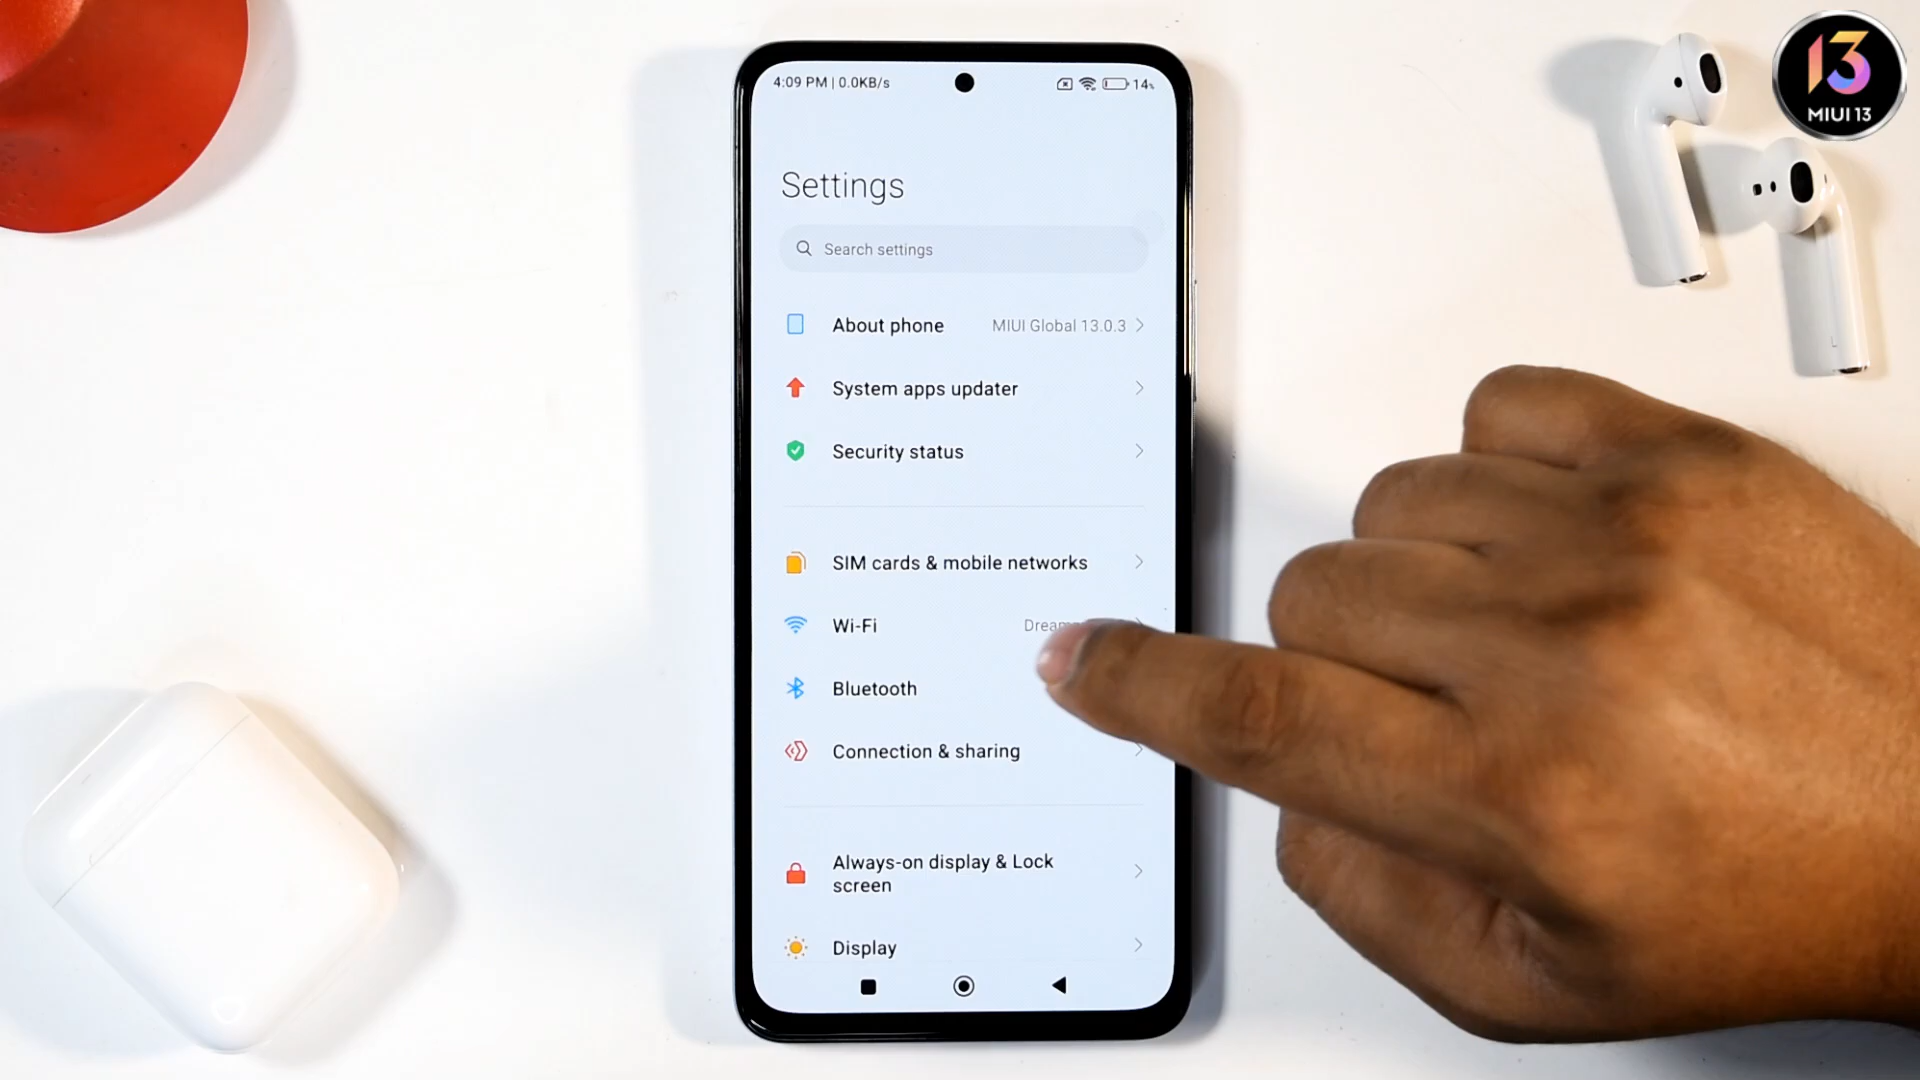 4:09 PM | 0.0KB/s
14%
13
MIUI 13
Settings
Search settings
About phone
MIUI Global 13.0.3
System apps updater
Security status
SIM cards & mobile networks
Wi-Fi
Bluetooth
Connection & sharing
Always-on display & Lock
screen
Display